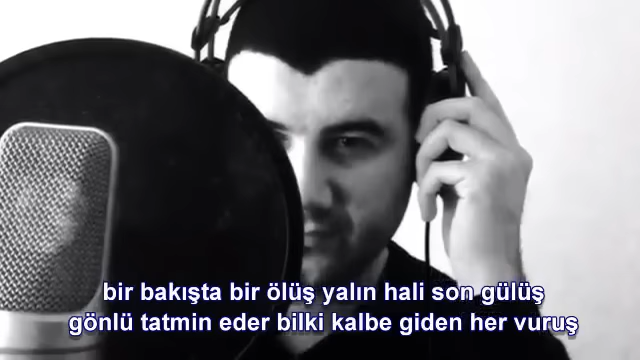 bir bakışta bir ölüş yalın hali son gülüş
gönlü tatmin eder bilki kalbe giden her vuruş